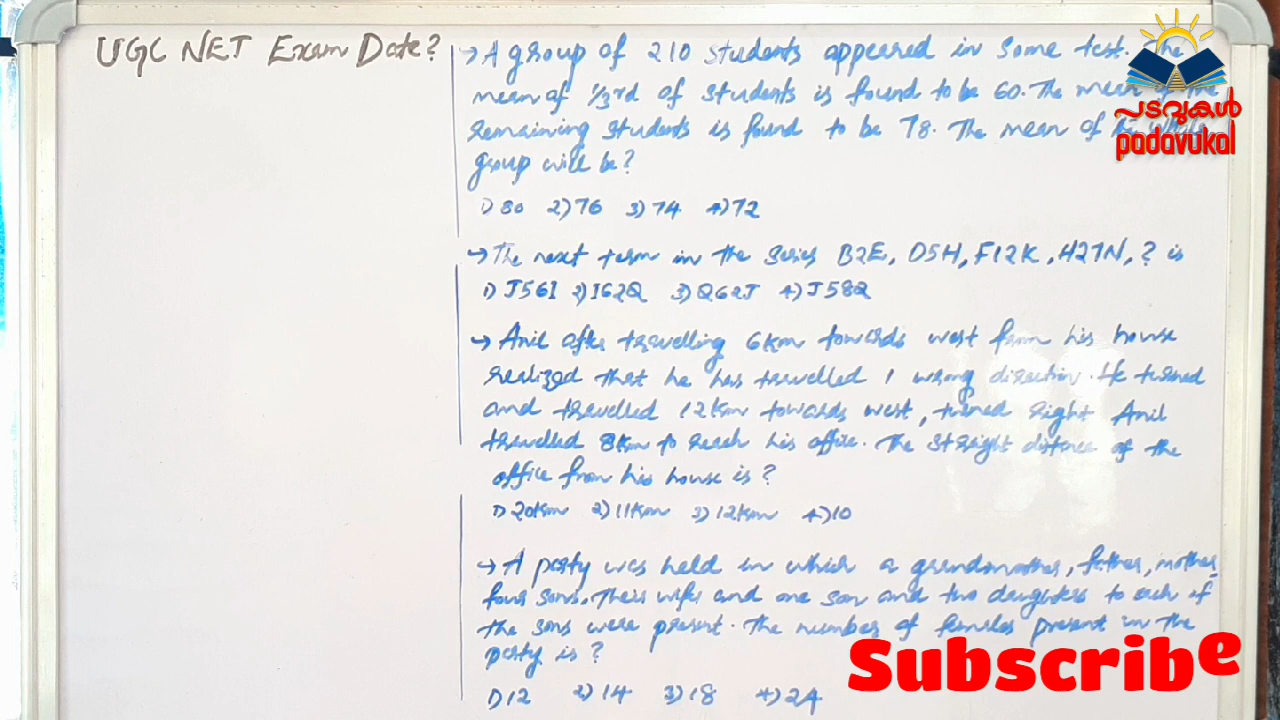 UGC NET Exam Date?
→ A group of 210 students appeared in some test. The
mean of 1/3rd of students is found to be 60. The mean of the
remaining students is found to be 78. The mean of the whole
group will be?
1) 80 2) 76 3) 74 4) 72
→ The next term in the series B2E, D5H, F12K, H27N, ? is
1) J56I 2) I62Q 3) Q62J 4) J58Q
→ Anil after travelling 6km towards west from his house
realized that he has travelled 1 wrong direction. He turned
and travelled 12km towards west, turned right Anil
travelled 8km to reach his office. The straight distance of the
office from his house is?
1) 20km 2) 11km 3) 12km 4) 10
→ A party was held in which a grandmother, father, mother,
four sons, their wifes and one son and two daughters to each of
the sons were present. The number of females present in the
party is?
1) 12 2) 14 3) 18 4) 24
പടവുകൾ
padavukal
Subscribe